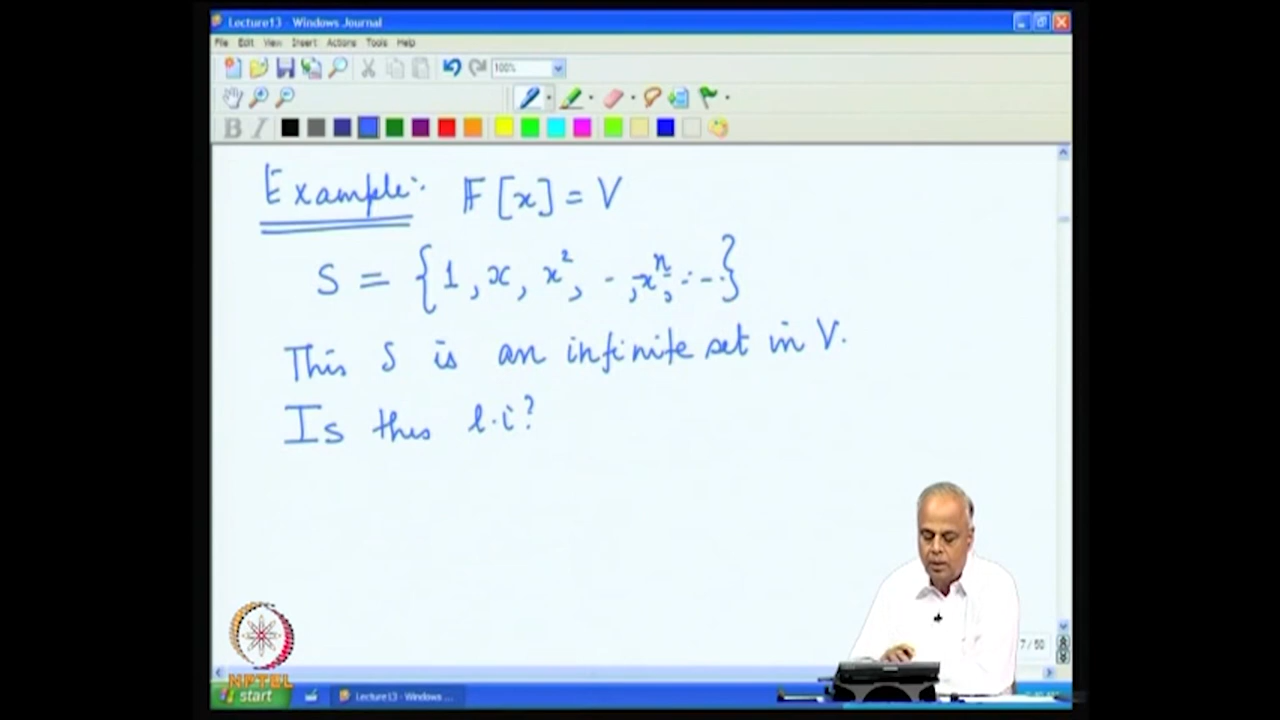 Lecture13 - Windows Journal
File Edit View Insert Actions Tools Help
100%
B I
Example: 𝔽[x] = V
S = {1, x, x², - , xⁿ, ...}
This S is an infinite set in V.
Is this l.i?
7/50
NPTEL
start Lecture13 - Windows ...